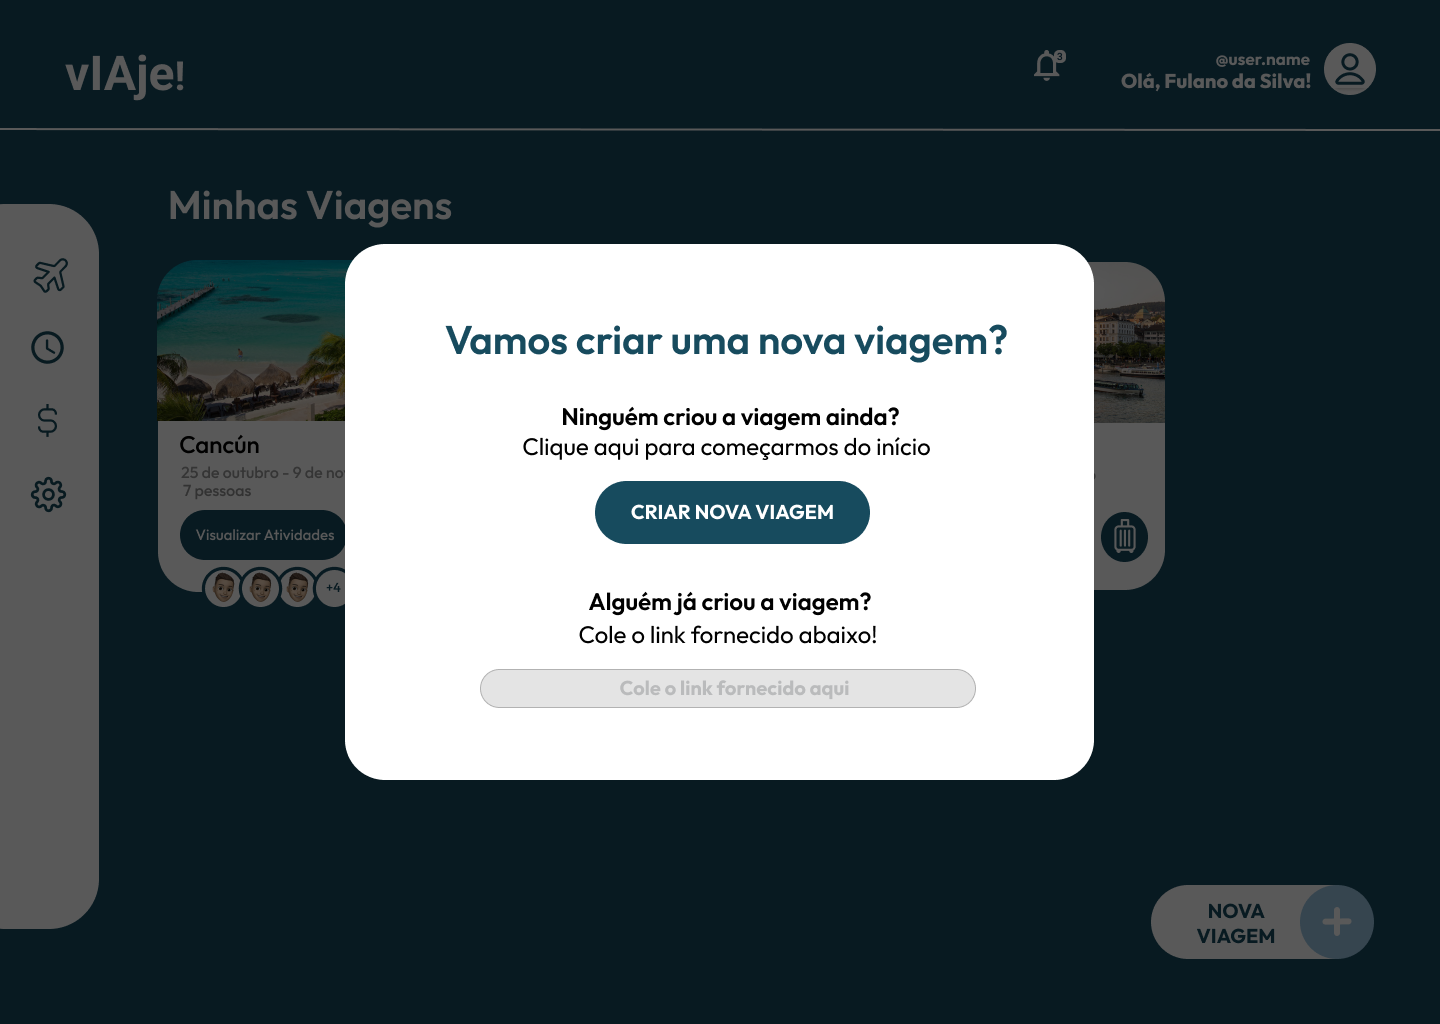 vIAje!
3
@user.name
Olá, Fulano da Silva!
Minhas Viagens
Vamos criar uma nova viagem?
Ninguém criou a viagem ainda?
Clique aqui para começarmos do início
CRIAR NOVA VIAGEM
Alguém já criou a viagem?
Cole o link fornecido abaixo!
Cole o link fornecido aqui
Cancún
25 de outubro - 9 de
7 pessoas
Visualizar Atividades
+4
NOVA
VIAGEM